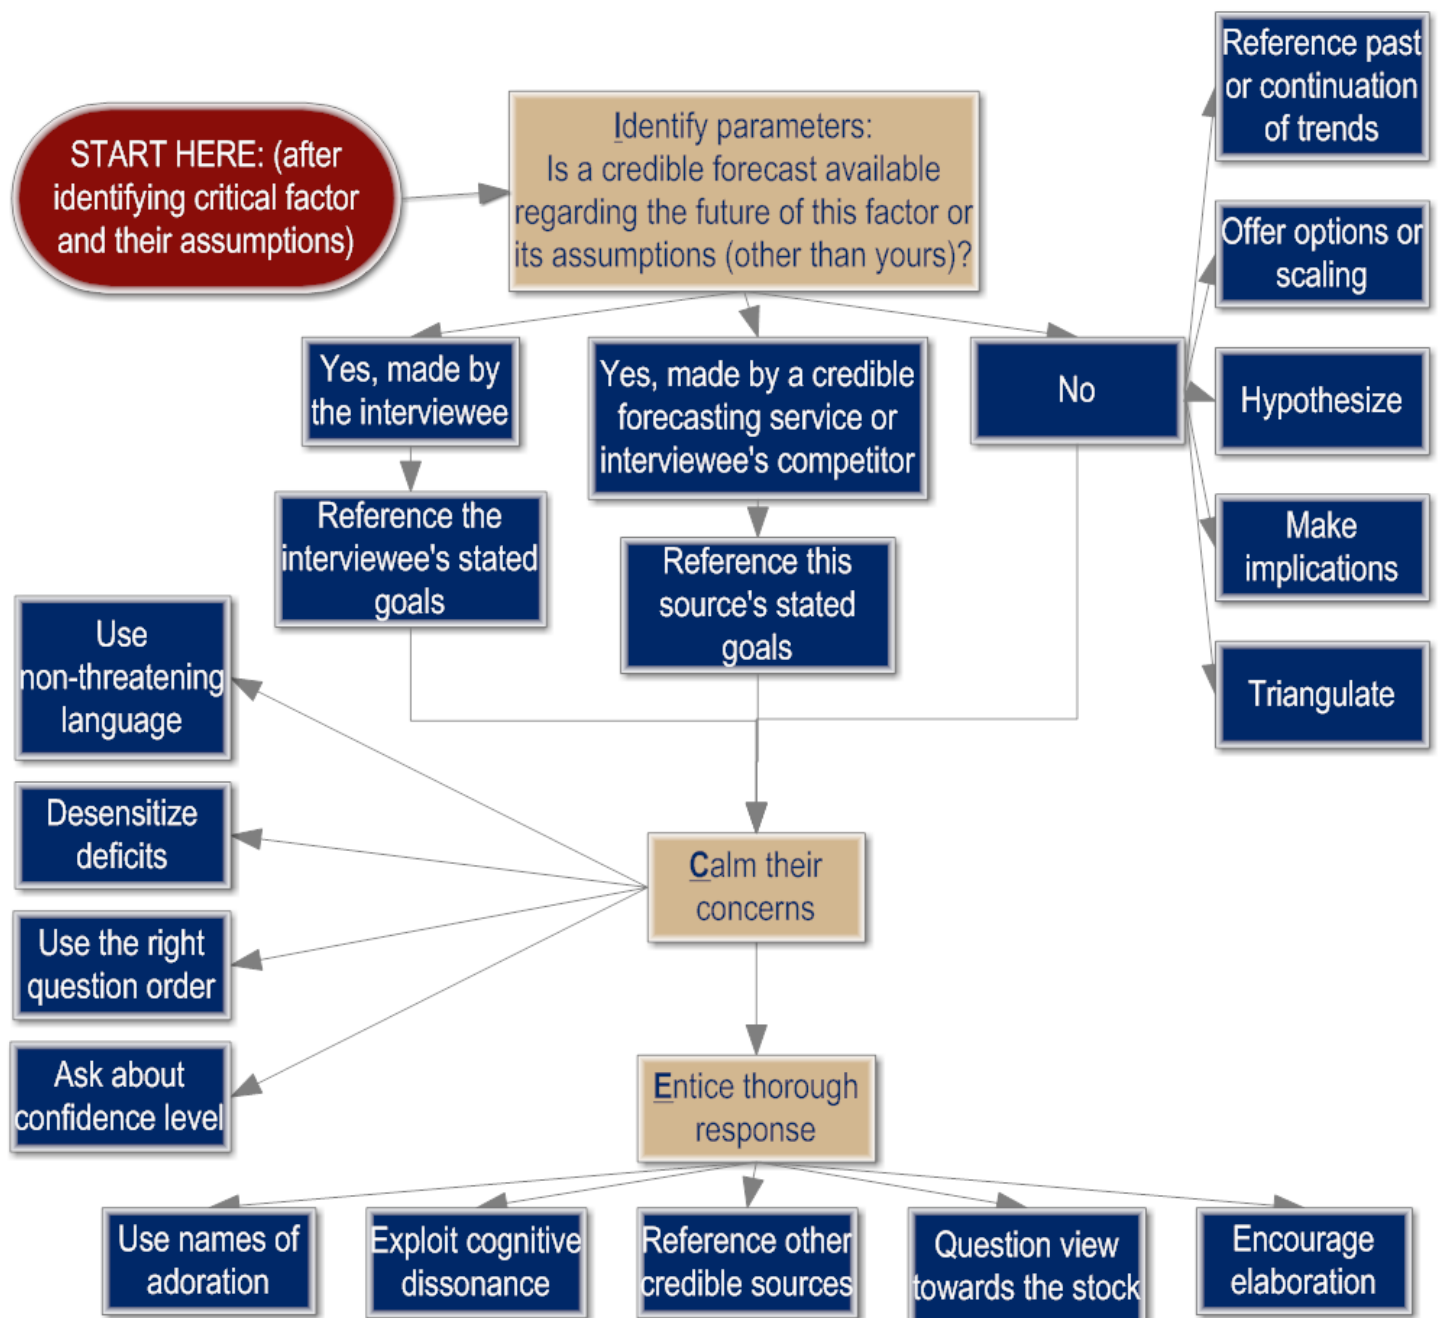 Reference past
or continuation
of trends
START HERE: (after
identifying critical factor
and their assumptions)
Identify parameters:
Is a credible forecast available
regarding the future of this factor or
its assumptions (other than yours)?
Offer options or
scaling
Yes, made by
the interviewee
Yes, made by a credible
forecasting service or
interviewee's competitor
No
Hypothesize
Reference the
interviewee's stated
goals
Reference this
source's stated
goals
Make
implications
Triangulate
Use
non-threatening
language
Desensitize
deficits
Use the right
question order
Ask about
confidence level
Calm their
concerns
Entice thorough
response
Use names of
adoration
Exploit cognitive
dissonance
Reference other
credible sources
Question view
towards the stock
Encourage
elaboration